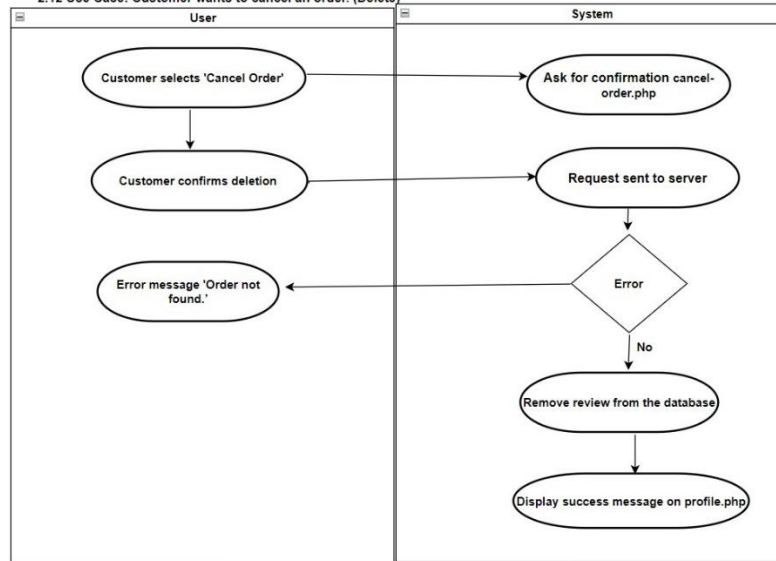 2.12 Use Case: Customer wants to cancel an order. (Delete)
User
System
Customer selects 'Cancel Order'
Ask for confirmation cancel-
order.php
Customer confirms deletion
Request sent to server
Error message 'Order not
found.'
Error
No
Remove review from the database
Display success message on profile.php